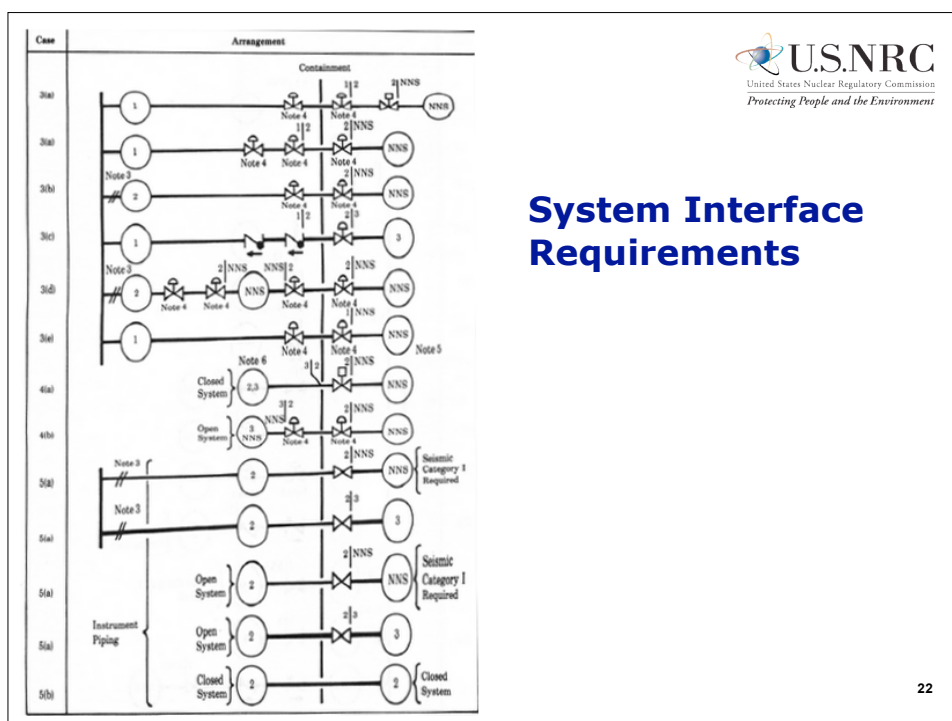 Case Arrangement
Containment
3(a) 1 Note 4 1 2 Note 4 2 NNS NNS
3(a) 1 Note 4 1 2 Note 4 2 NNS Note 4 NNS
3(b) Note 3 2 Note 4 2 NNS Note 4 NNS
3(c) 1 1 2 2 3 3
3(d) Note 3 2 Note 4 2 NNS Note 4 NNS NNS 2 Note 4 2 NNS Note 4 NNS
3(e) 1 Note 4 1 NNS Note 4 NNS Note 5
4(a) Closed System Note 6 2,3 3 2 2 NNS NNS
4(b) Open System 3 NNS 3 2 NNS Note 4 2 NNS Note 4 NNS
5(a) Note 3 2 2 NNS NNS Seismic Category I Required
5(a) Note 3 2 2 3 3
5(a) Open System 2 2 NNS NNS Seismic Category I Required
Instrument Piping
5(a) Open System 2 2 3 3
5(b) Closed System 2 2 Closed System
U.S.NRC
United States Nuclear Regulatory Commission
Protecting People and the Environment
System Interface
Requirements
22